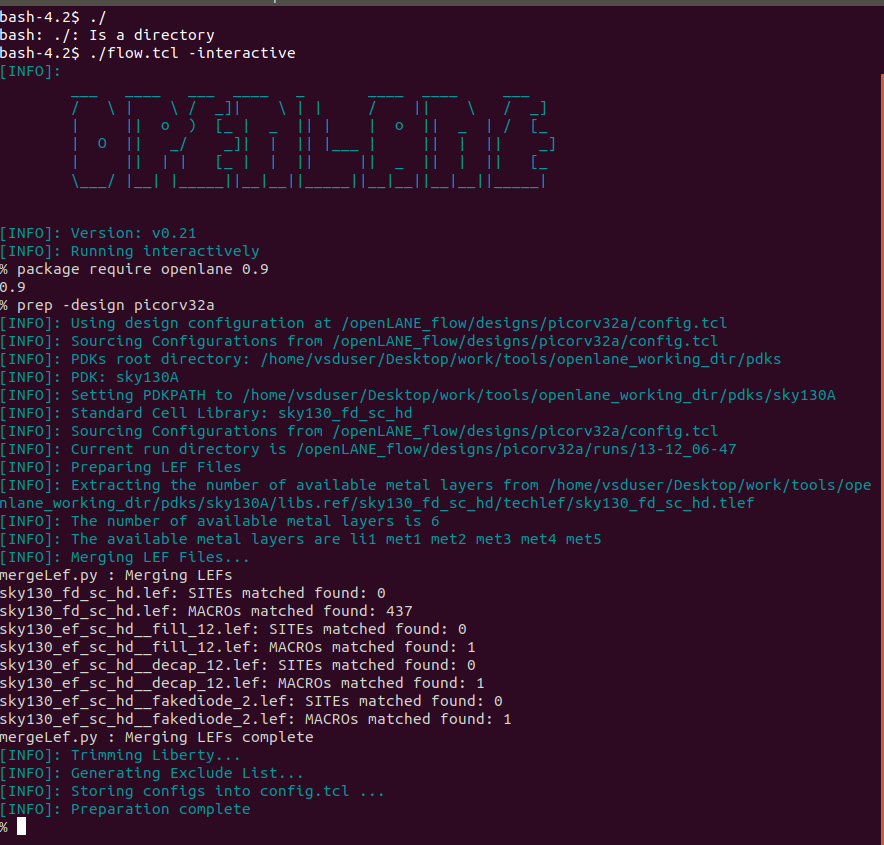 bash-4.2$ ./
bash: ./: Is a directory
bash-4.2$ ./flow.tcl -interactive
[INFO]:
OPENLANE
[INFO]: Version: v0.21
[INFO]: Running interactively
% package require openlane 0.9
0.9
% prep -design picorv32a
[INFO]: Using design configuration at /openLANE_flow/designs/picorv32a/config.tcl
[INFO]: Sourcing Configurations from /openLANE_flow/designs/picorv32a/config.tcl
[INFO]: PDKs root directory: /home/vsduser/Desktop/work/tools/openlane_working_dir/pdks
[INFO]: PDK: sky130A
[INFO]: Setting PDKPATH to /home/vsduser/Desktop/work/tools/openlane_working_dir/pdks/sky130A
[INFO]: Standard Cell Library: sky130_fd_sc_hd
[INFO]: Sourcing Configurations from /openLANE_flow/designs/picorv32a/config.tcl
[INFO]: Current run directory is /openLANE_flow/designs/picorv32a/runs/13-12_06-47
[INFO]: Preparing LEF Files
[INFO]: Extracting the number of available metal layers from /home/vsduser/Desktop/work/tools/ope
nlane_working_dir/pdks/sky130A/libs.ref/sky130_fd_sc_hd/techlef/sky130_fd_sc_hd.tlef
[INFO]: The number of available metal layers is 6
[INFO]: The available metal layers are li1 met1 met2 met3 met4 met5
[INFO]: Merging LEF Files...
mergeLef.py : Merging LEFs
sky130_fd_sc_hd.lef: SITEs matched found: 0
sky130_fd_sc_hd.lef: MACROs matched found: 437
sky130_ef_sc_hd__fill_12.lef: SITEs matched found: 0
sky130_ef_sc_hd__fill_12.lef: MACROs matched found: 1
sky130_ef_sc_hd__decap_12.lef: SITEs matched found: 0
sky130_ef_sc_hd__decap_12.lef: MACROs matched found: 1
sky130_ef_sc_hd__fakediode_2.lef: SITEs matched found: 0
sky130_ef_sc_hd__fakediode_2.lef: MACROs matched found: 1
mergeLef.py : Merging LEFs complete
[INFO]: Trimming Liberty...
[INFO]: Generating Exclude List...
[INFO]: Storing configs into config.tcl ...
[INFO]: Preparation complete
%